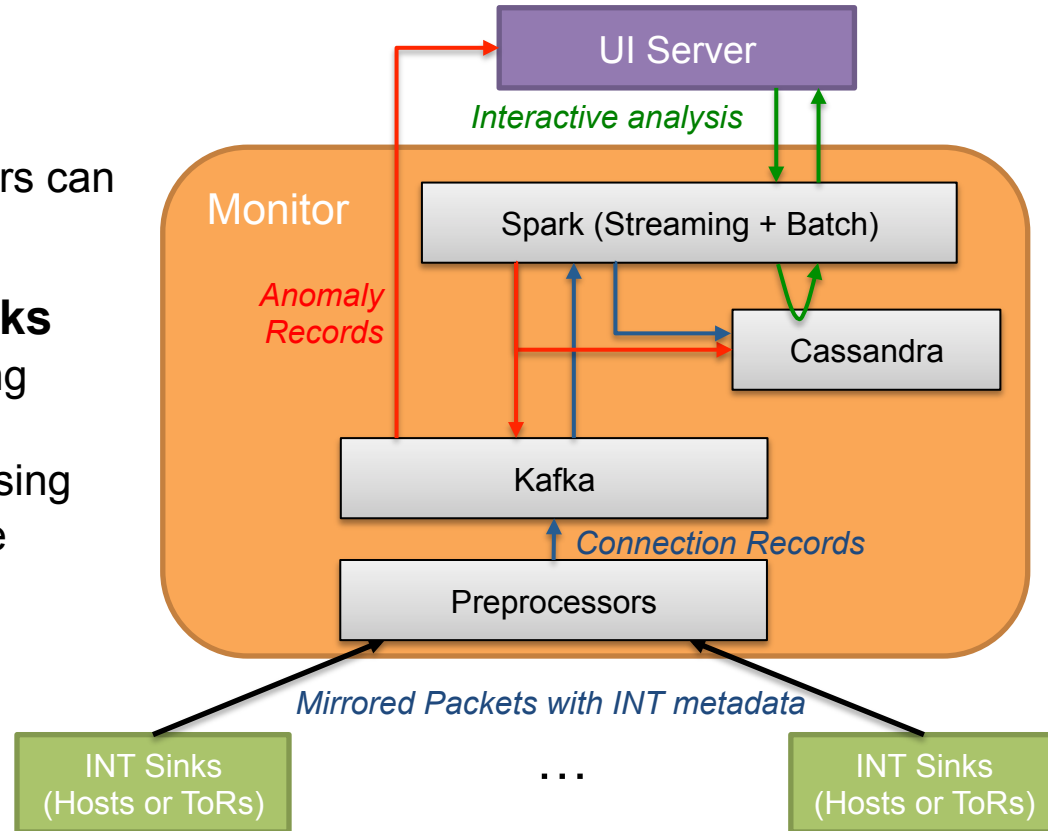 UI Server
Interactive analysis
rs can
Monitor
Spark (Streaming + Batch)
Anomaly
Records
ks
Cassandra
ng
Kafka
sing
e
Connection Records
Preprocessors
Mirrored Packets with INT metadata
INT Sinks
(Hosts or ToRs)
…
INT Sinks
(Hosts or ToRs)